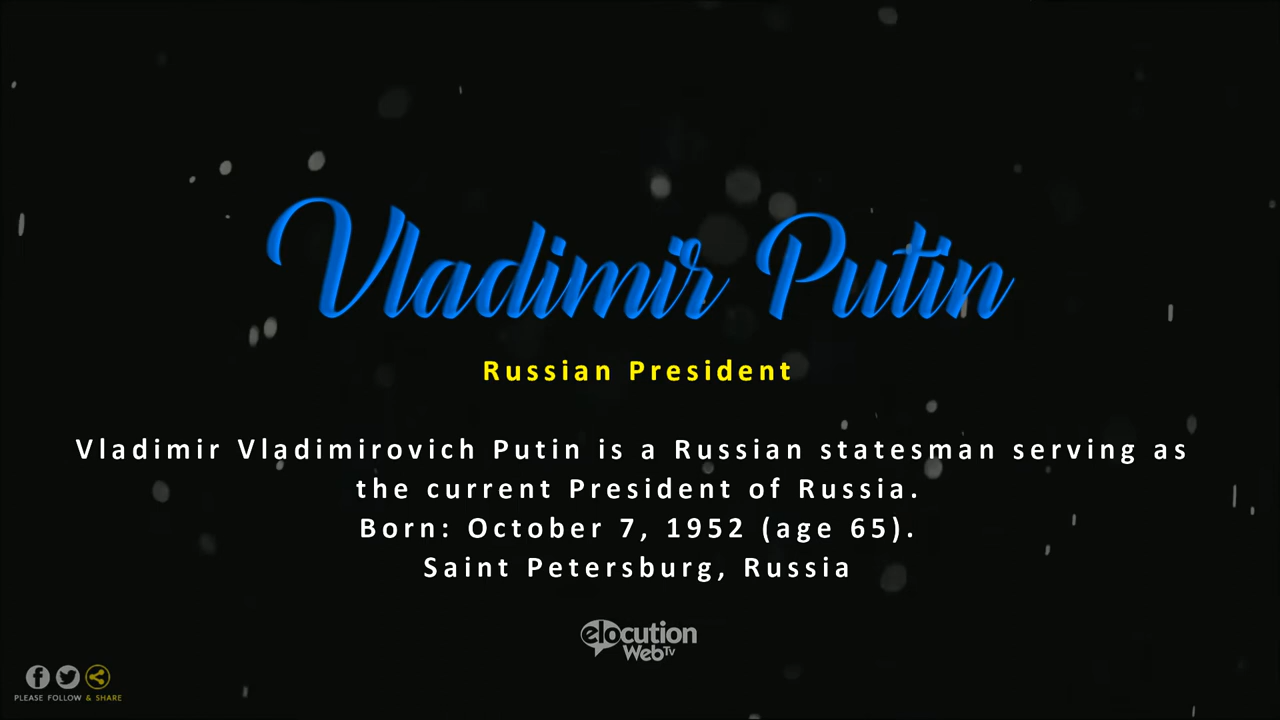 Vladimir Putin
Russian President
Vladimir Vladimirovich Putin is a Russian statesman serving as
the current President of Russia.
Born: October 7, 1952 (age 65).
Saint Petersburg, Russia
elocution
WebTv
PLEASE FOLLOW & SHARE